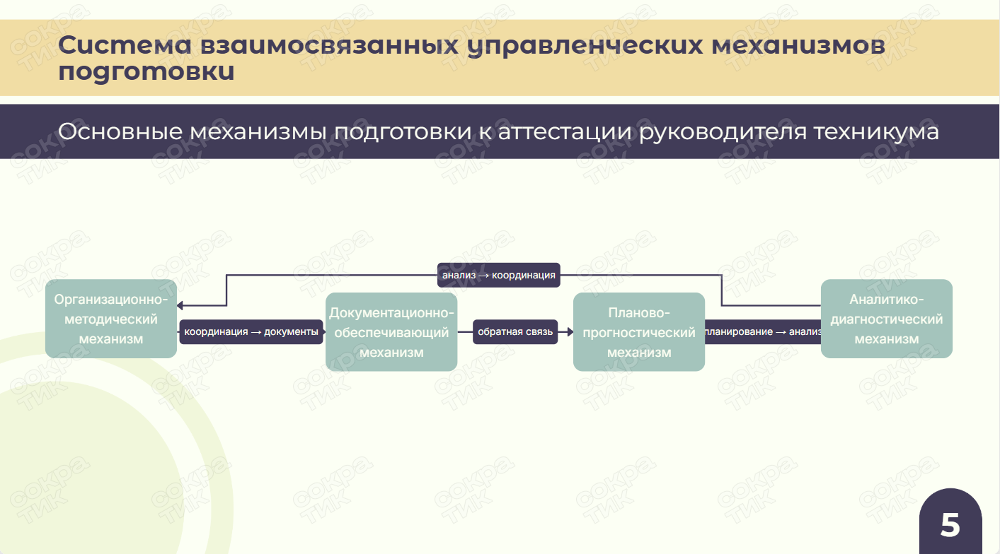 Система взаимосвязанных управленческих механизмов
подготовки
Основные механизмы подготовки к аттестации руководителя техникума
анализ → координация
Организационно-
методический
механизм
координация → документы
Документационно-
обеспечивающий
механизм
обратная связь
Планово-
прогностический
механизм
планирование → анализ
Аналитико-
диагностический
механизм
5
сократик